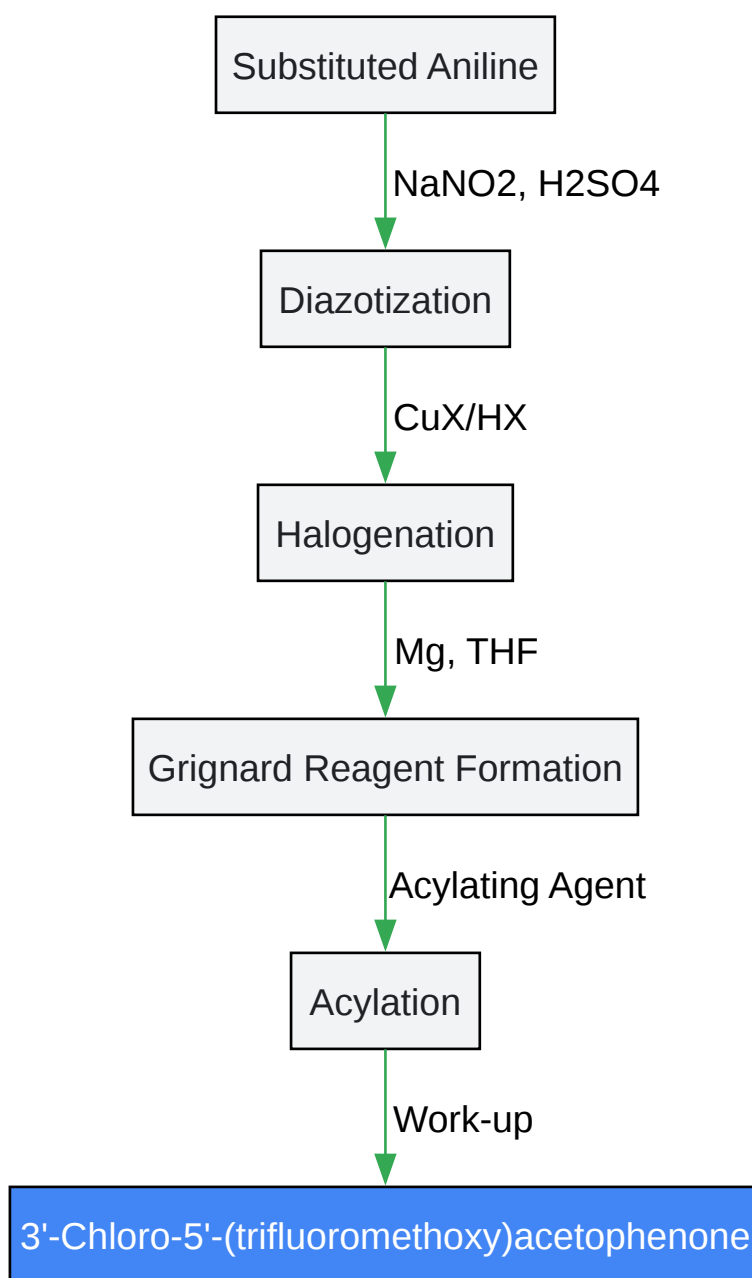 Substituted Aniline
NaNO2, H2SO4
Diazotization
CuX/HX
Halogenation
Mg, THF
Grignard Reagent Formation
Acylating Agent
Acylation
Work-up
3'-Chloro-5'-(trifluoromethoxy)acetophenone